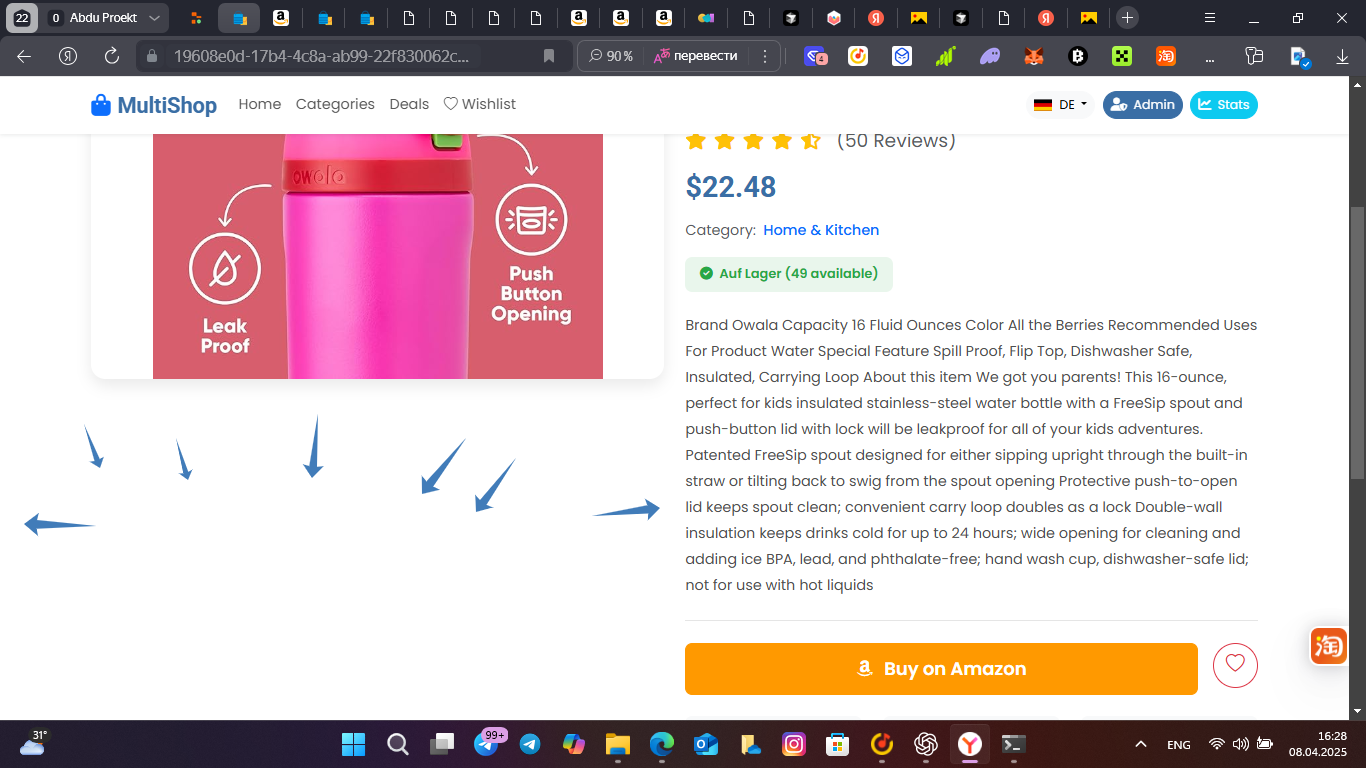 22
0 Abdu Proekt
19608e0d-17b4-4c8a-ab99-22f830062c...
90 %
перевести
4
...
MultiShop
Home
Categories
Deals
Wishlist
DE
Admin
Stats
owala
Leak
Proof
Push
Button
Opening
(50 Reviews)
$22.48
Category: Home & Kitchen
Auf Lager (49 available)
Brand Owala Capacity 16 Fluid Ounces Color All the Berries Recommended Uses
For Product Water Special Feature Spill Proof, Flip Top, Dishwasher Safe,
Insulated, Carrying Loop About this item We got you parents! This 16-ounce,
perfect for kids insulated stainless-steel water bottle with a FreeSip spout and
push-button lid with lock will be leakproof for all of your kids adventures.
Patented FreeSip spout designed for either sipping upright through the built-in
straw or tilting back to swig from the spout opening Protective push-to-open
lid keeps spout clean; convenient carry loop doubles as a lock Double-wall
insulation keeps drinks cold for up to 24 hours; wide opening for cleaning and
adding ice BPA, lead, and phthalate-free; hand wash cup, dishwasher-safe lid;
not for use with hot liquids
Buy on Amazon
淘
31°
99+
ENG
16:28
08.04.2025